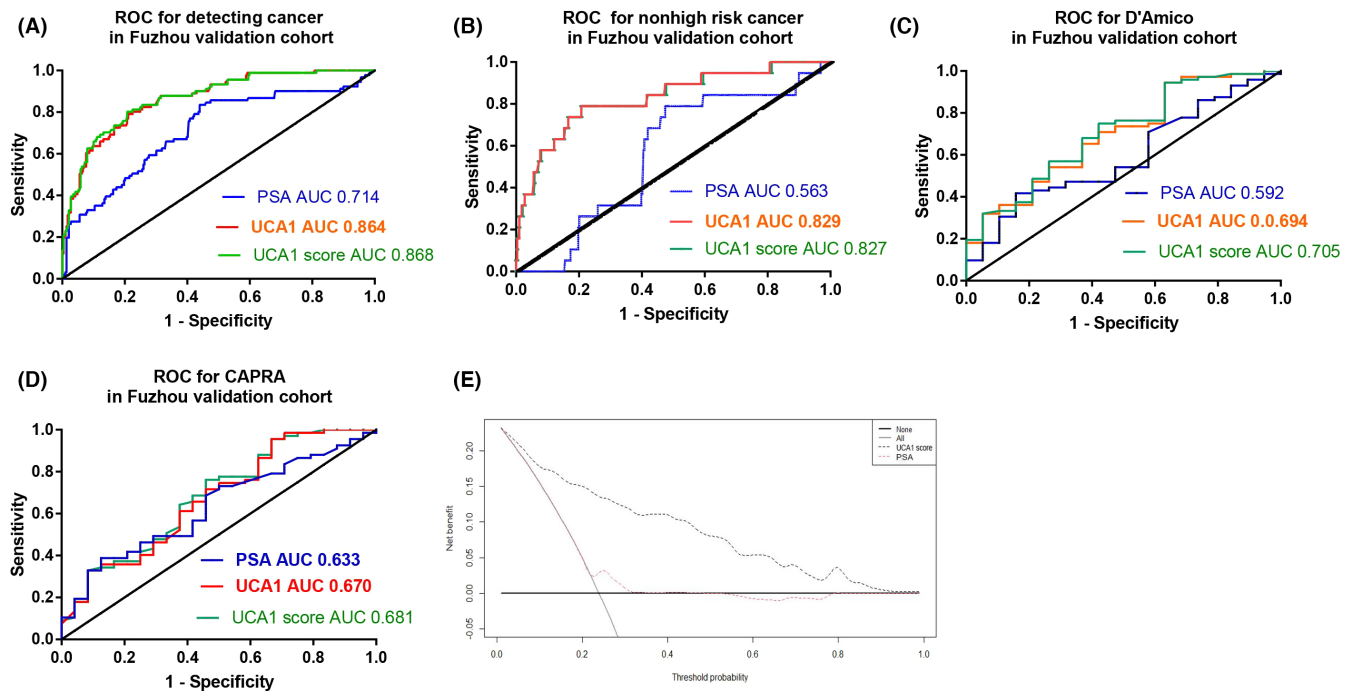 (A)
ROC for detecting cancer
in Fuzhou validation cohort
1.0
0.8
0.6
0.4
0.2
0.0
Sensitivity
PSA AUC 0.714
UCA1 AUC 0.864
UCA1 score AUC 0.868
0.0 0.2 0.4 0.6 0.8 1.0
1 - Specificity
(B)
ROC for nonhigh risk cancer
in Fuzhou validation cohort
1.0
0.8
0.6
0.4
0.2
0.0
Sensitivity
PSA AUC 0.563
UCA1 AUC 0.829
UCA1 score AUC 0.827
0.0 0.2 0.4 0.6 0.8 1.0
1 - Specificity
(C)
ROC for D'Amico
in Fuzhou validation cohort
1.0
0.8
0.6
0.4
0.2
0.0
Sensitivity
PSA AUC 0.592
UCA1 AUC 0.0.694
UCA1 score AUC 0.705
0.0 0.2 0.4 0.6 0.8 1.0
1 - Specificity
(D)
ROC for CAPRA
in Fuzhou validation cohort
1.0
0.8
0.6
0.4
0.2
0.0
Sensitivity
PSA AUC 0.633
UCA1 AUC 0.670
UCA1 score AUC 0.681
0.0 0.2 0.4 0.6 0.8 1.0
1 - Specificity
(E)
None
All
UCA1 score
PSA
0.20
0.15
0.10
0.05
0.00
-0.05
Net benefit
0.0 0.2 0.4 0.6 0.8 1.0
Threshold probability